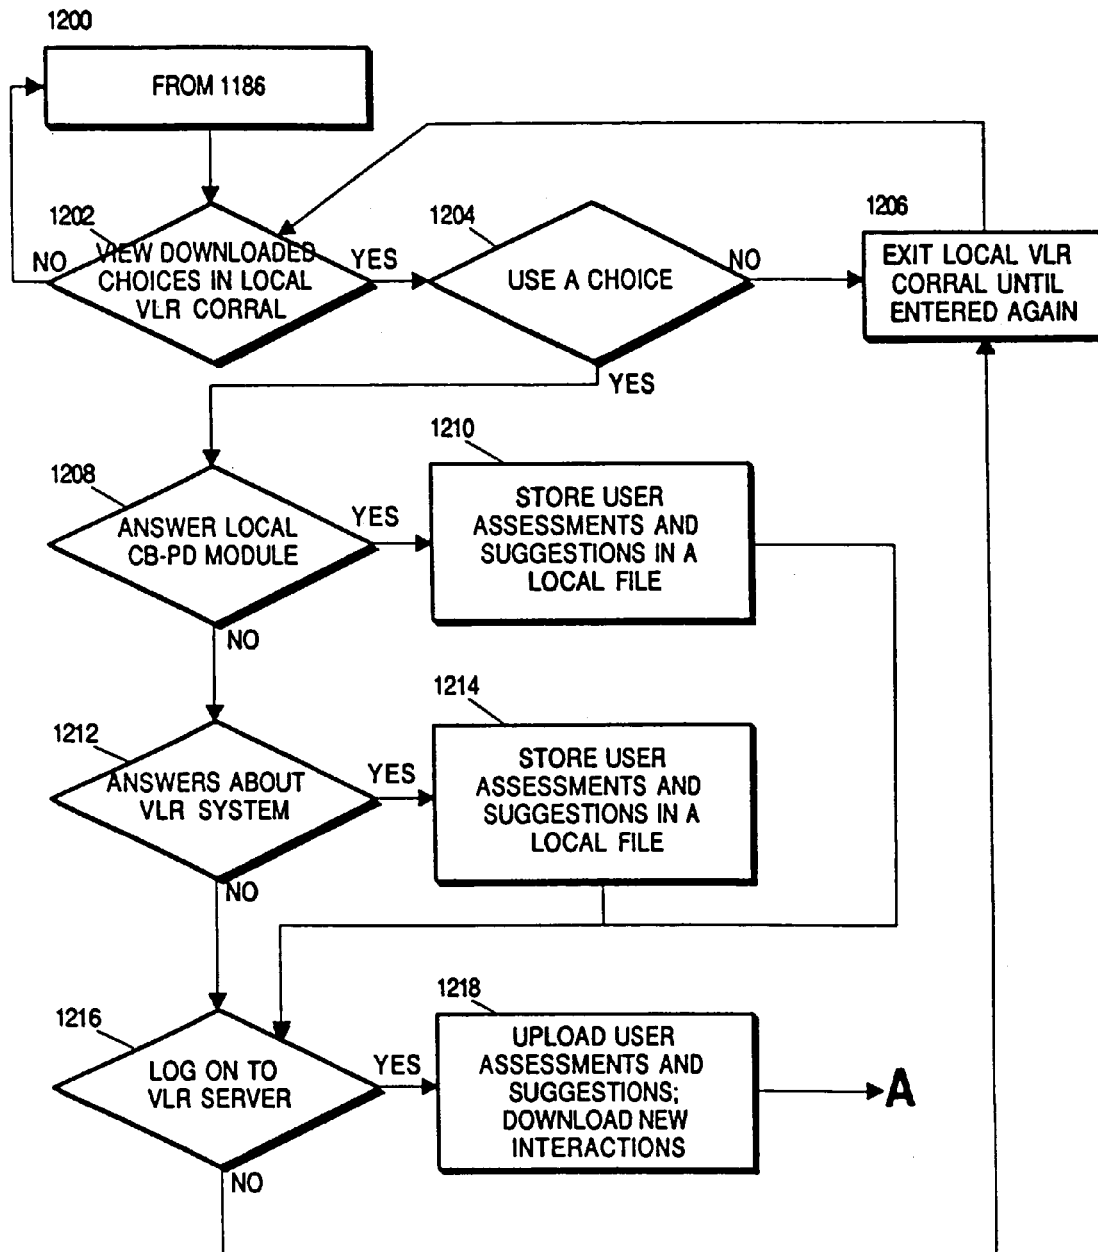 1200
FROM 1186
1202
NO
VIEW DOWNLOADED
CHOICES IN LOCAL
VLR CORRAL
YES
1204
USE A CHOICE
NO
YES
1206
EXIT LOCAL VLR
CORRAL UNTIL
ENTERED AGAIN
1208
ANSWER LOCAL
CB-PD MODULE
YES
NO
1210
STORE USER
ASSESSMENTS AND
SUGGESTIONS IN A
LOCAL FILE
1212
ANSWERS ABOUT
VLR SYSTEM
YES
NO
1214
STORE USER
ASSESSMENTS AND
SUGGESTIONS IN A
LOCAL FILE
1216
LOG ON TO
VLR SERVER
YES
NO
1218
UPLOAD USER
ASSESSMENTS AND
SUGGESTIONS;
DOWNLOAD NEW
INTERACTIONS
A